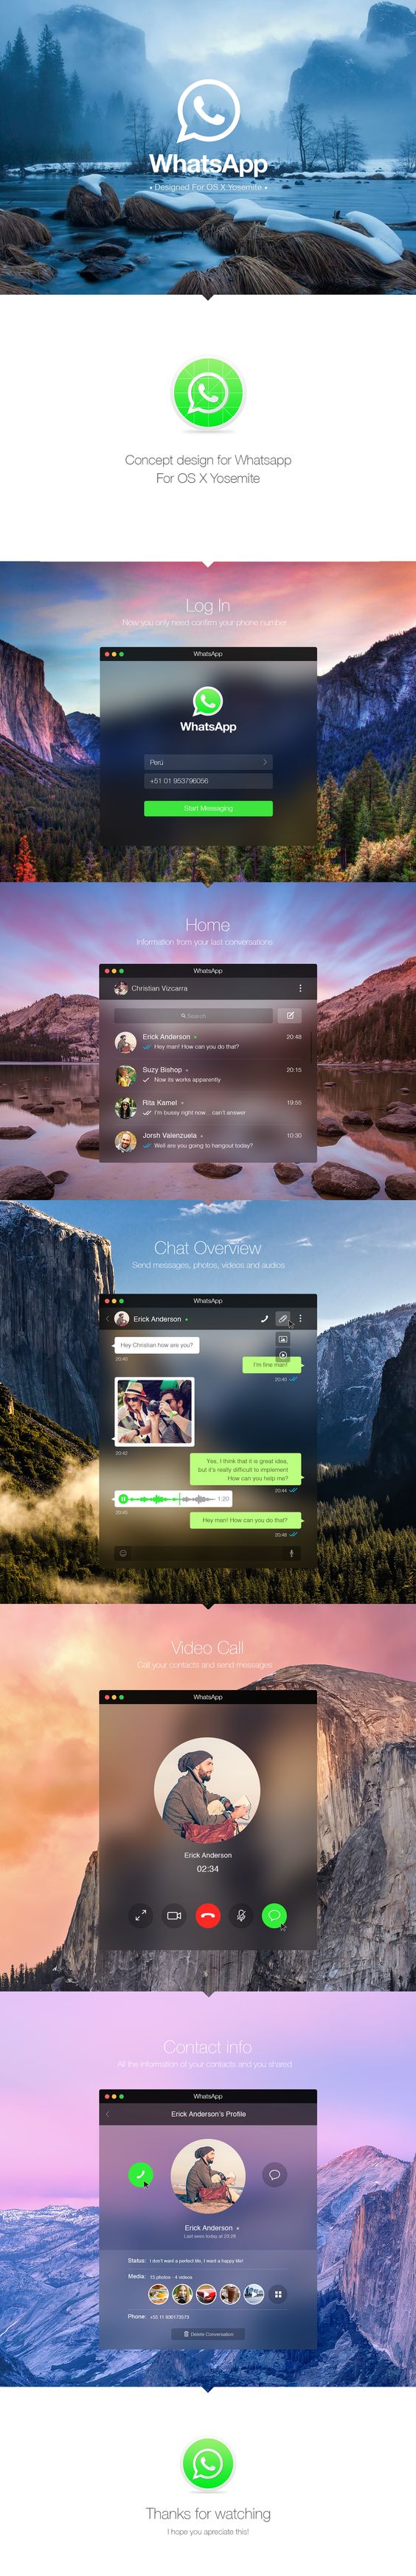 WhatsApp
• Designed For OS X Yosemite •
Concept design for Whatsapp
For OS X Yosemite
Log In
Now you only need confirm your phone number
WhatsApp
WhatsApp
Perú
+51 01 953796056
Start Messaging
Home
Information from your last conversations
WhatsApp
Christian Vizcarra
Search
Erick Anderson 20:48
Hey man! How can you do that?
Suzy Bishop 20:15
Now its works apparently
Rita Kamel 19:55
I'm bussy right now... can't answer
Jorsh Valenzuela 10:30
Well are you going to hangout today?
Chat Overview
Send messages, photos, videos and audios
WhatsApp
Erick Anderson
Hey Christian how are you?
20:40
I'm fine man!
20:40
20:42
Yes, I think that it is great idea,
but it's really difficult to implement
How can you help me?
20:44
1:20
20:45
Hey man! How can you do that?
20:48
Video Call
Call your contacts and send messages
WhatsApp
Erick Anderson
02:34
Contact info
All the information of your contacts and you shared
WhatsApp
Erick Anderson's Profile
Erick Anderson
Last seen today at 20:28
Status: I don't want a perfect life, I want a happy life!
Media: 15 photos - 4 videos
Phone: +55 11 936173573
Delete Conversation
Thanks for watching
I hope you apreciate this!